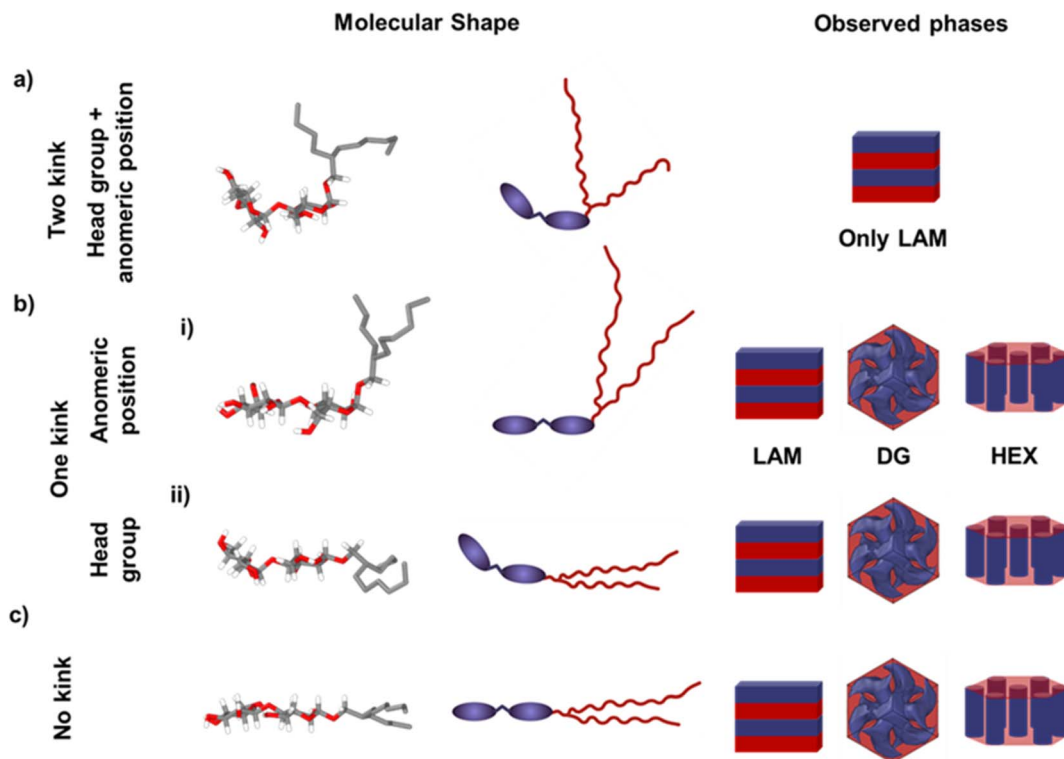 Molecular Shape
Observed phases
a)
Two kink
Head group +
anomeric position
Only LAM
b)
One kink
i)
Anomeric
position
LAM
DG
HEX
ii)
Head
group
c)
No kink